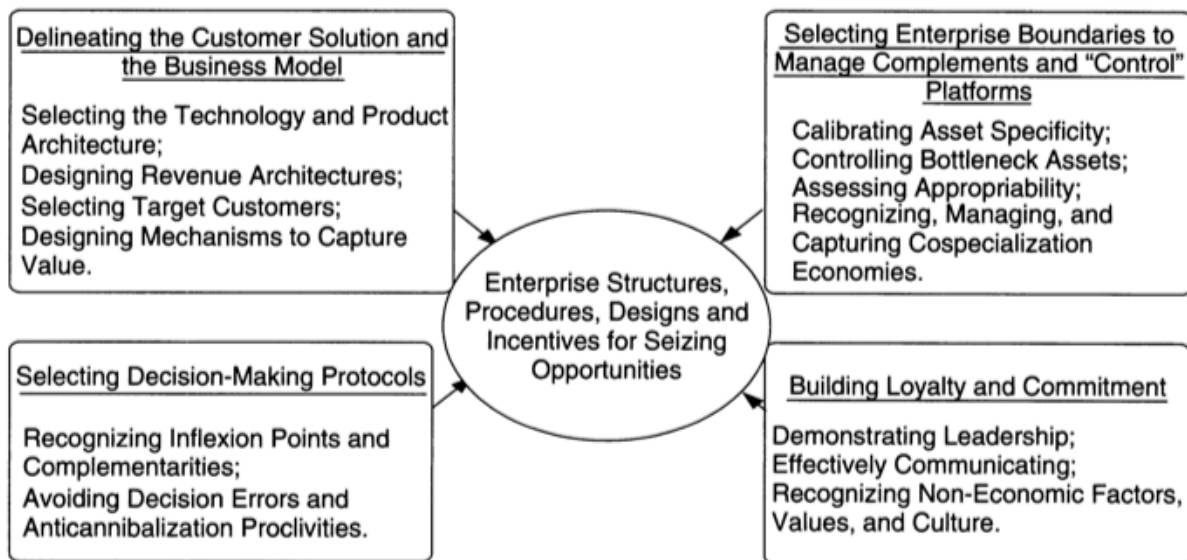 Delineating the Customer Solution and
the Business Model
Selecting the Technology and Product
Architecture;
Designing Revenue Architectures;
Selecting Target Customers;
Designing Mechanisms to Capture
Value.
Selecting Enterprise Boundaries to
Manage Complements and “Control”
Platforms
Calibrating Asset Specificity;
Controlling Bottleneck Assets;
Assessing Appropriability;
Recognizing, Managing, and
Capturing Cospecialization
Economies.
Enterprise Structures,
Procedures, Designs and
Incentives for Seizing
Opportunities
Selecting Decision-Making Protocols
Recognizing Inflexion Points and
Complementarities;
Avoiding Decision Errors and
Anticannibalization Proclivities.
Building Loyalty and Commitment
Demonstrating Leadership;
Effectively Communicating;
Recognizing Non-Economic Factors,
Values, and Culture.